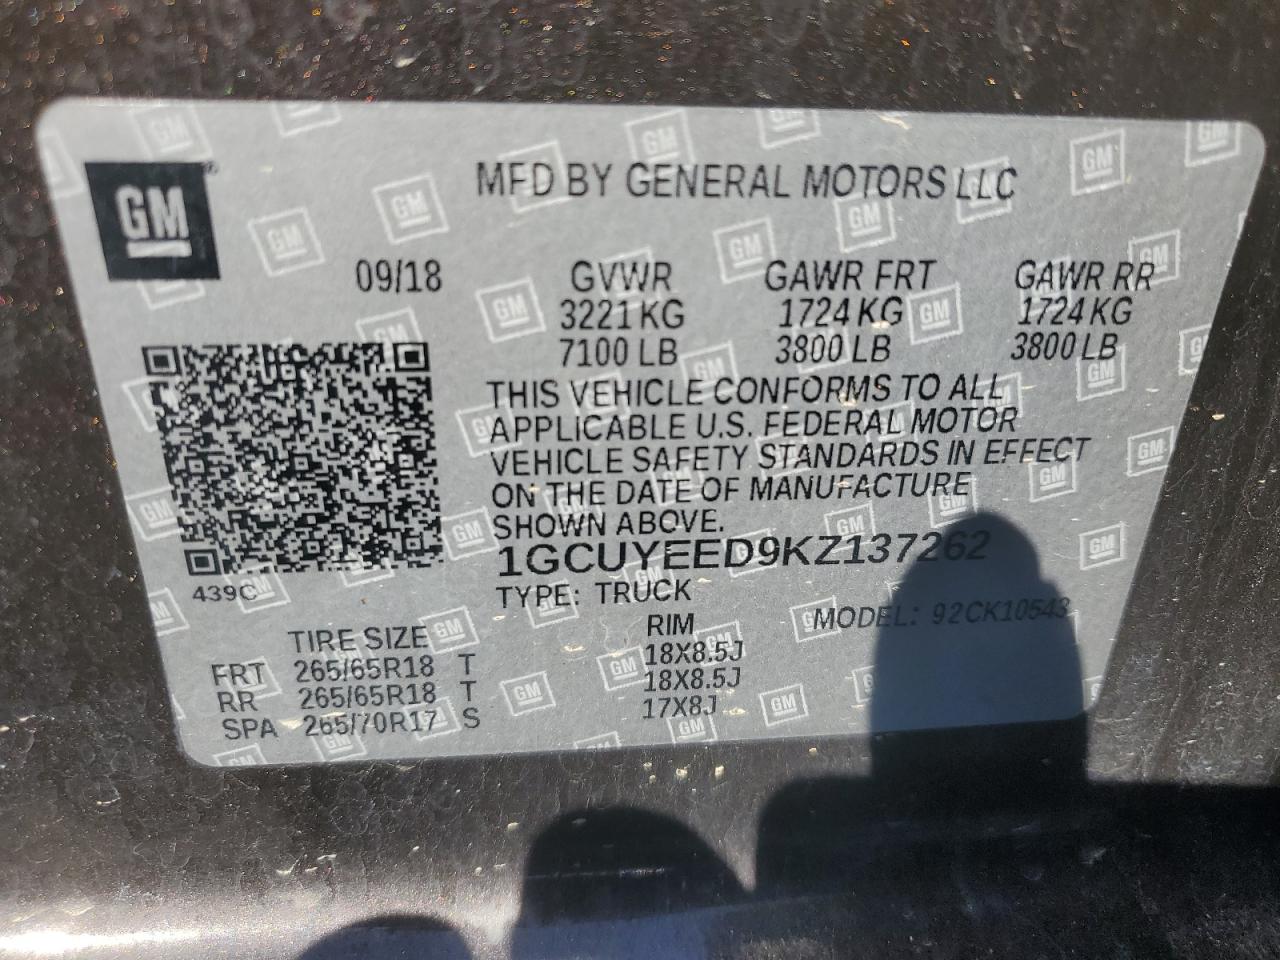 GM
MFD BY GENERAL MOTORS LLC
09/18
GVWR GAWR FRT GAWR RR
3221 KG 1724 KG 1724 KG
7100 LB 3800 LB 3800 LB
THIS VEHICLE CONFORMS TO ALL
APPLICABLE U.S. FEDERAL MOTOR
VEHICLE SAFETY STANDARDS IN EFFECT
ON THE DATE OF MANUFACTURE
SHOWN ABOVE.
1GCUYEED9KZ137262
439C
TYPE: TRUCK
MODEL: 92CK10543
TIRE SIZE RIM
FRT 265/65R18 T 18X8.5J
RR 265/65R18 T 18X8.5J
SPA 265/70R17 S 17X8J